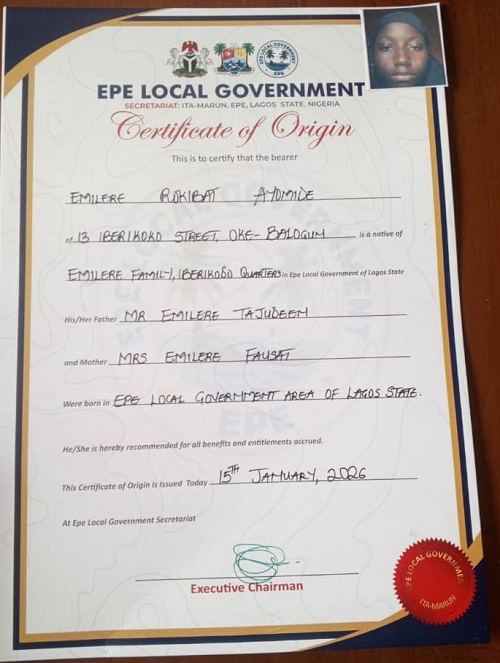 EPE LOCAL GOVERNMENT
EPE
EPE LOCAL GOVERNMENT
SECRETARIAT: ITA-MARUN, EPE, LAGOS STATE. NIGERIA
Certificate of Origin
This is to certify that the bearer
EMILERE ROKIBAT AYOMIDE
of 13 IBERIKOKO STREET, OKE-BALOGUN is a native of
EMILERE FAMILY, IBERIKODO QUARTERS in Epe Local Government of Lagos State
His/Her Father MR EMILERE TAJUDEEN
and Mother MRS EMILERE FAUSAT
Were born in EPE LOCAL GOVERNMENT AREA OF LAGOS STATE.
He/She is hereby recommended for all benefits and entitlements accrued.
This Certificate of Origin is Issued Today 15TH JANUARY, 2026
At Epe Local Government Secretariat
Executive Chairman
EPE LOCAL GOVERNMENT
ITA-MARUN